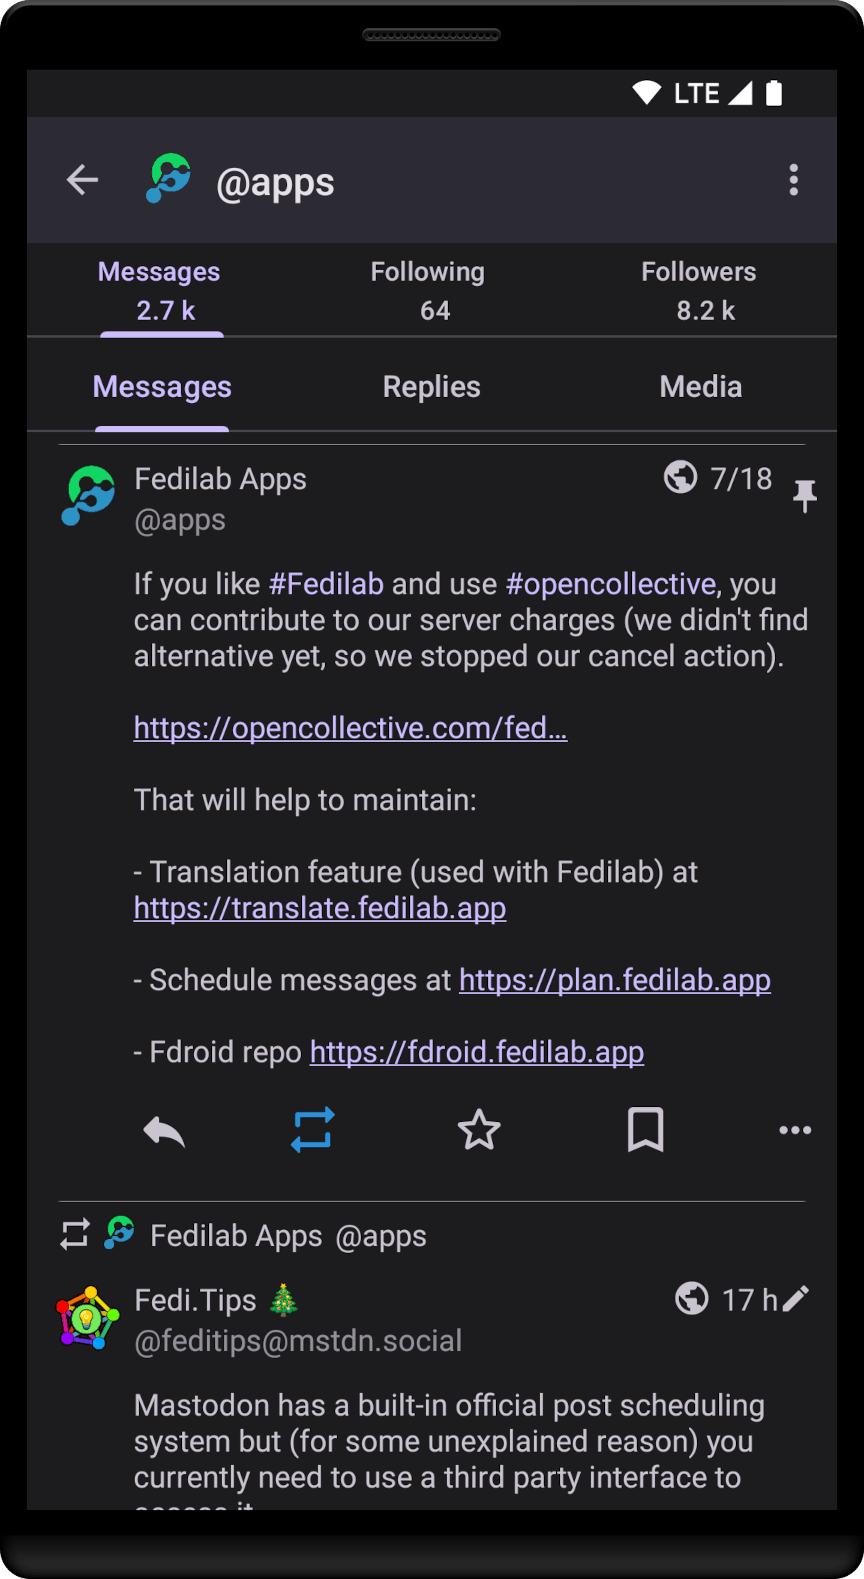 LTE
@apps
Messages Following Followers
2.7 k 64 8.2 k
Messages Replies Media
Fedilab Apps 7/18
@apps
If you like #Fedilab and use #opencollective, you
can contribute to our server charges (we didn't find
alternative yet, so we stopped our cancel action).
https://opencollective.com/fed…
That will help to maintain:
- Translation feature (used with Fedilab) at
https://translate.fedilab.app
- Schedule messages at https://plan.fedilab.app
- Fdroid repo https://fdroid.fedilab.app
Fedilab Apps @apps
Fedi.Tips 🎄 17 h
@feditips@mstdn.social
Mastodon has a built-in official post scheduling
system but (for some unexplained reason) you
currently need to use a third party interface to